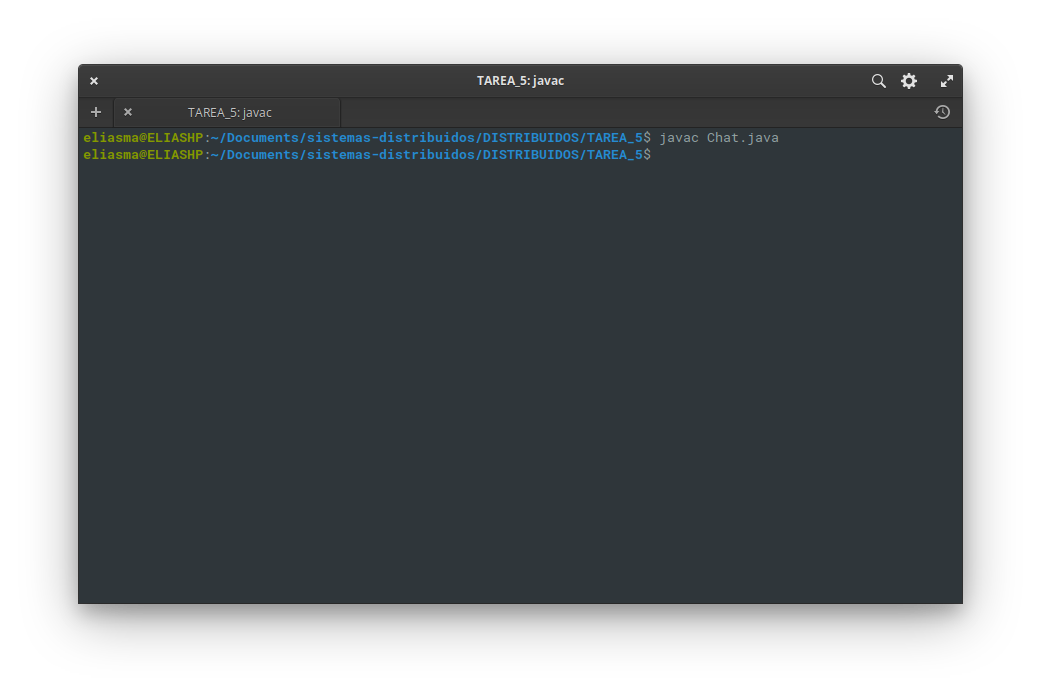 TAREA_5: javac
TAREA_5: javac
eliasma@ELIASHP:~/Documents/sistemas-distribuidos/DISTRIBUIDOS/TAREA_5$ javac Chat.java
eliasma@ELIASHP:~/Documents/sistemas-distribuidos/DISTRIBUIDOS/TAREA_5$